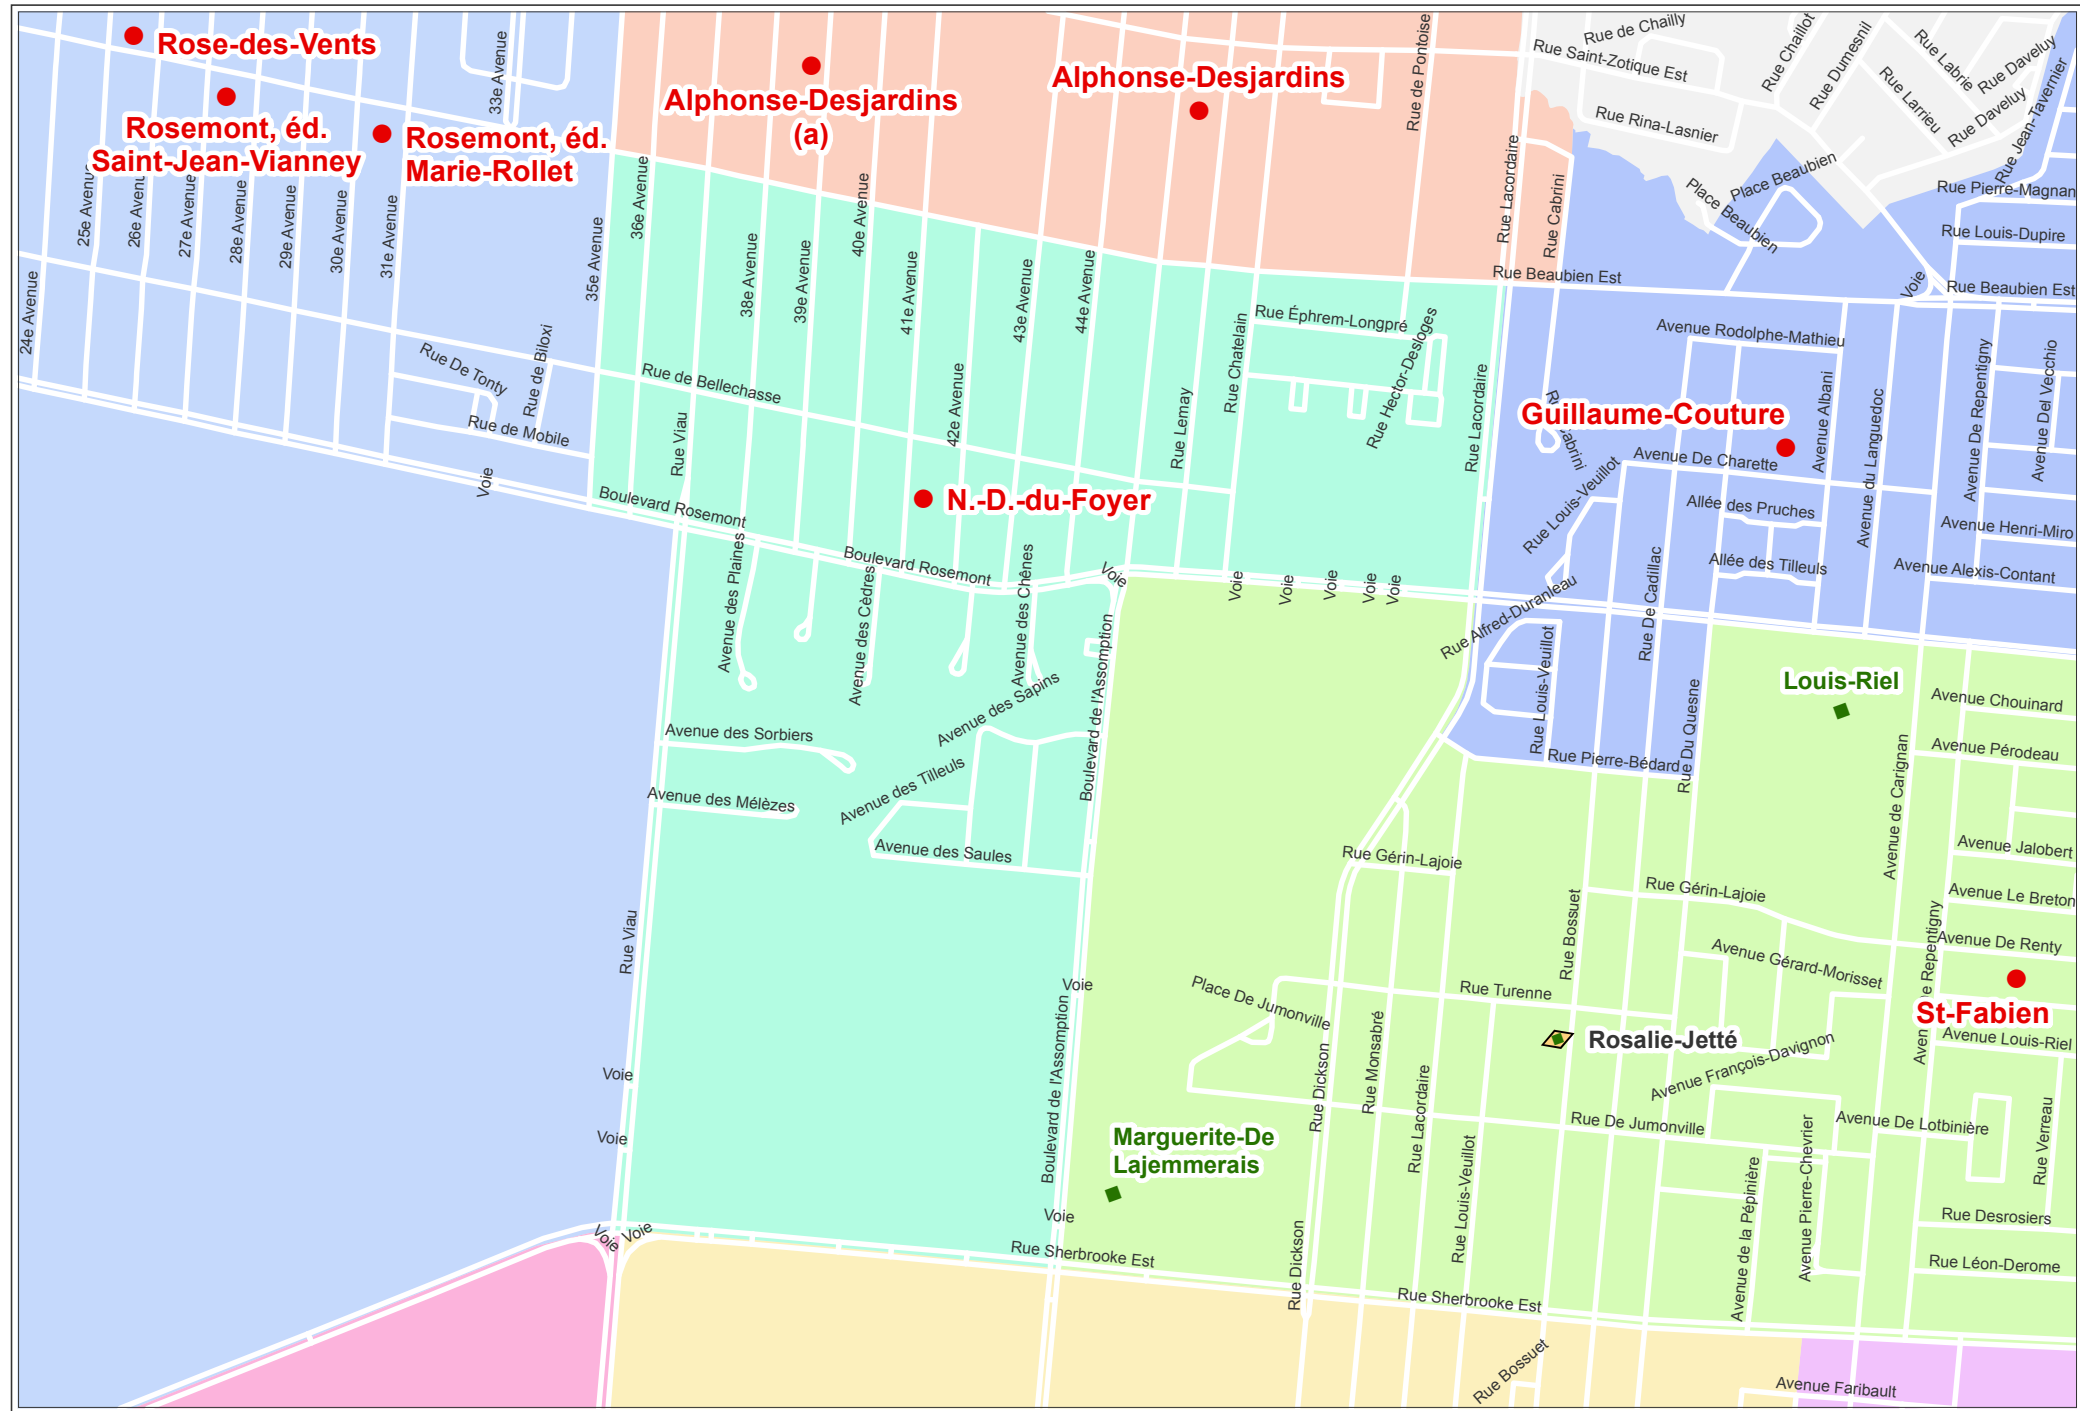 Rose-des-Vents
Rosemont, éd.
Saint-Jean-Vianney
Rosemont, éd.
Marie-Rollet
Alphonse-Desjardins
(a)
Alphonse-Desjardins
33e Avenue
Rue de Pontoise
Rue de Chailly
Rue Saint-Zotique Est
Rue Chaillot
Rue Dumesnil
Rue Labrie
Rue Daveluy
Rue Larrieu
Rue Daveluy
Rue Jean-Tavernier
Rue Rina-Lasnier
Place Beaubien
Place Beaubien
Rue Pierre-Magnan
Rue Louis-Dupire
Rue Lacordaire
Rue Cabrini
Rue Beaubien Est
Voie
Rue Beaubien Est
24e Avenue
25e Avenue
26e Avenue
27e Avenue
28e Avenue
29e Avenue
30e Avenue
31e Avenue
35e Avenue
36e Avenue
38e Avenue
39e Avenue
40e Avenue
41e Avenue
42e Avenue
43e Avenue
44e Avenue
Rue De Tonty
Rue de Biloxi
Rue de Mobile
Voie
Rue de Bellechasse
Rue Viau
Boulevard Rosemont
N.-D.-du-Foyer
Rue Lemay
Rue Chatelain
Rue Éphrem-Longpré
Rue Hector-Desloges
Rue Lacordaire
Guillaume-Couture
Avenue Rodolphe-Mathieu
Avenue De Charette
Avenue Albani
Avenue du Languedoc
Avenue De Repentigny
Avenue Del Vecchio
Rue Louis-Veuillot
Allée des Pruches
Allée des Tilleuls
Avenue Henri-Miro
Avenue Alexis-Contant
Rue De Cadillac
Rue Alfred-Duranleau
Rue Louis-Veuillot
Rue Pierre-Bédard
Rue Du Quesne
Boulevard Rosemont
Voie
Voie
Voie
Voie
Voie
Voie
Avenue des Plaines
Avenue des Cèdres
Avenue des Chênes
Avenue des Sapins
Avenue des Sorbiers
Avenue des Tilleuls
Avenue des Mélèzes
Avenue des Saules
Boulevard de l'Assomption
Louis-Riel
Avenue Chouinard
Avenue Pérodeau
Avenue de Carignan
Avenue Jalobert
Avenue Le Breton
Avenue De Renty
Rue Gérin-Lajoie
Rue Gérin-Lajoie
Rue Bossuet
Avenue Gérard-Morisset
St-Fabien
Avenue Louis-Riel
Rue Viau
Voie
Voie
Voie
Boulevard de l'Assomption
Place De Jumonville
Rue Turenne
Rosalie-Jetté
Avenue François-Davignon
Rue Dickson
Rue Monsabré
Rue Lacordaire
Rue Louis-Veuillot
Rue De Jumonville
Avenue De Lotbinière
Rue Verreau
Marguerite-De
Lajemmerais
Avenue de la Pépinière
Avenue Pierre-Chevrier
Rue Desrosiers
Rue Léon-Derome
Voie
Voie
Voie
Rue Sherbrooke Est
Rue Dickson
Rue Sherbrooke Est
Rue Bossuet
Avenue Faribault